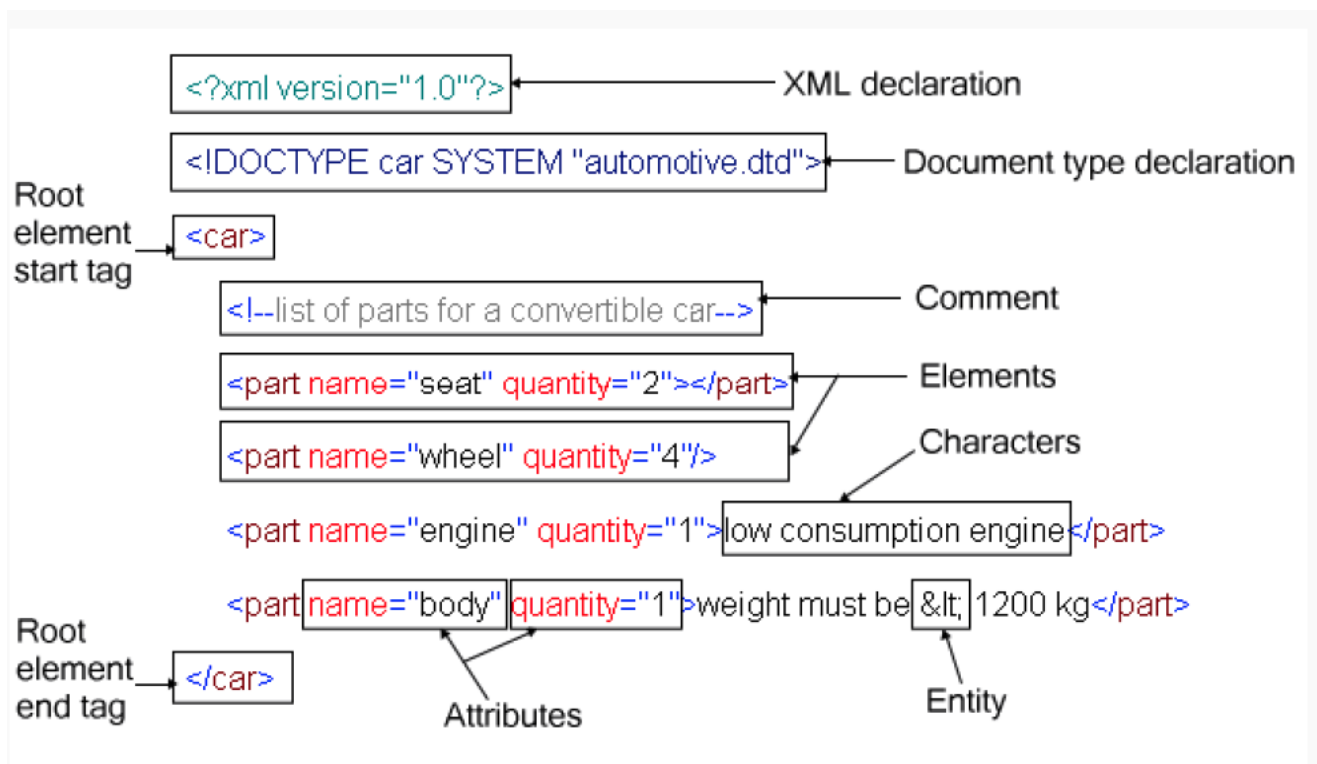 <?xml version="1.0"?> XML declaration
<!DOCTYPE car SYSTEM "automotive.dtd"> Document type declaration
Root
element
start tag
<car>
<!--list of parts for a convertible car--> Comment
<part name="seat" quantity="2"></part> Elements
<part name="wheel" quantity="4"/>
Characters
<part name="engine" quantity="1">low consumption engine</part>
<part name="body" quantity="1">weight must be &lt; 1200 kg</part>
Root
element
end tag
</car>
Attributes
Entity